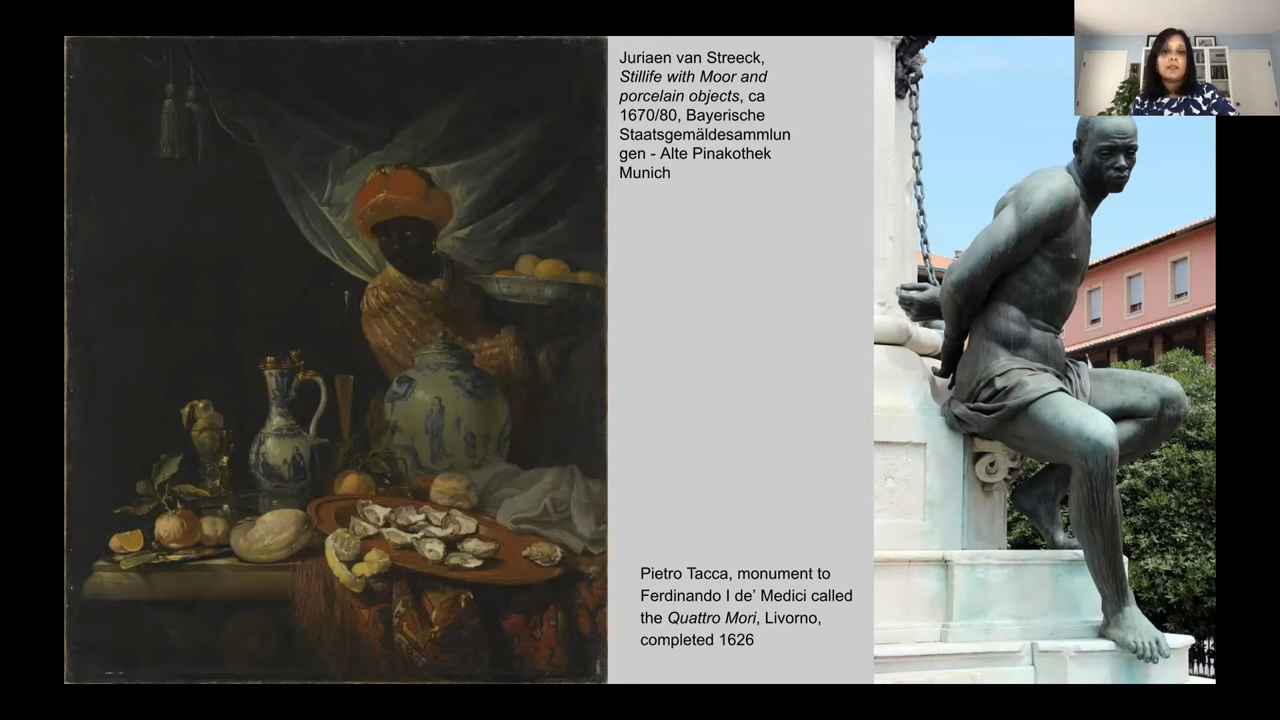 Juriaen van Streeck,
Stillife with Moor and
porcelain objects, ca
1670/80, Bayerische
Staatsgemäldesammlun
gen - Alte Pinakothek
Munich
Pietro Tacca, monument to
Ferdinando I de’ Medici called
the Quattro Mori, Livorno,
completed 1626